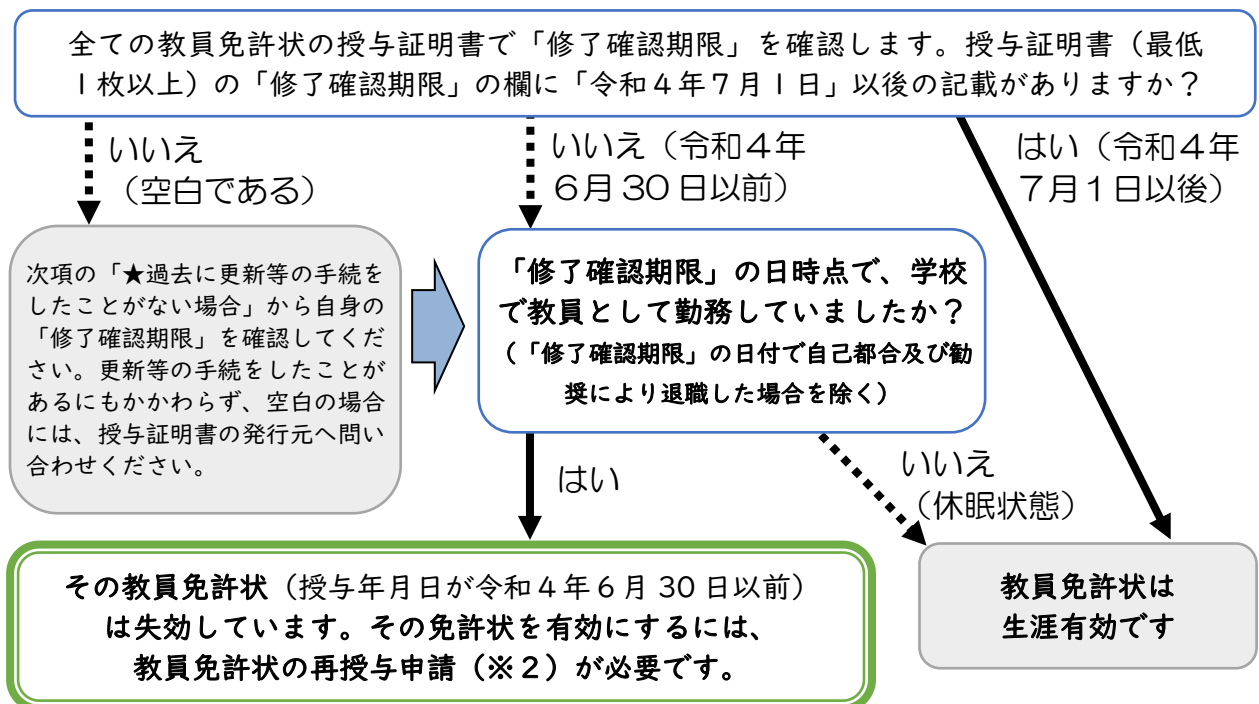 全ての教員免許状の授与証明書で「修了確認期限」を確認します。授与証明書（最低
１枚以上）の「修了確認期限」の欄に「令和４年７月１日」以後の記載がありますか？
いいえ
（空白である）
いいえ（令和４年
６月30日以前）
はい（令和４年
７月１日以後）
次項の「★過去に更新等の手続を
したことがない場合」から自身の
「修了確認期限」を確認してくだ
さい。更新等の手続をしたことが
あるにもかかわらず、空白の場合
には、授与証明書の発行元へ問い
合わせください。
「修了確認期限」の日時点で、学校
で教員として勤務していましたか？
（「修了確認期限」の日付で自己都合及び勧
奨により退職した場合を除く）
はい
いいえ
（休眠状態）
その教員免許状（授与年月日が令和４年６月30日以前）
は失効しています。その免許状を有効にするには、
教員免許状の再授与申請（※２）が必要です。
教員免許状は
生涯有効です